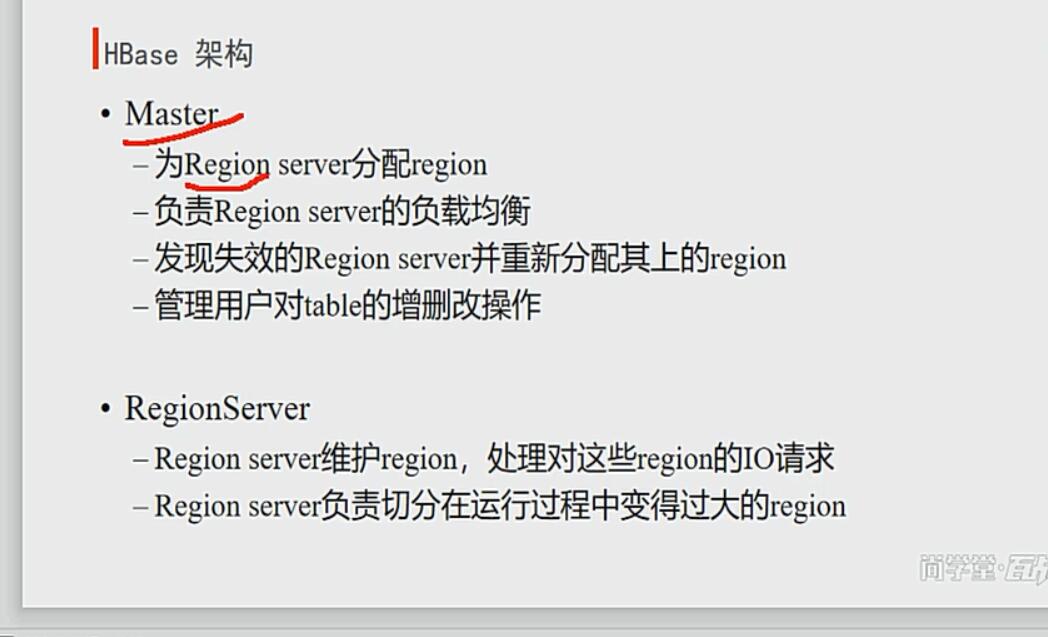 HBase 架构
• Master
– 为Region server分配region
– 负责Region server的负载均衡
– 发现失效的Region server并重新分配其上的region
– 管理用户对table的增删改操作
• RegionServer
– Region server维护region，处理对这些region的IO请求
– Region server负责切分在运行过程中变得过大的region
尚学堂·百